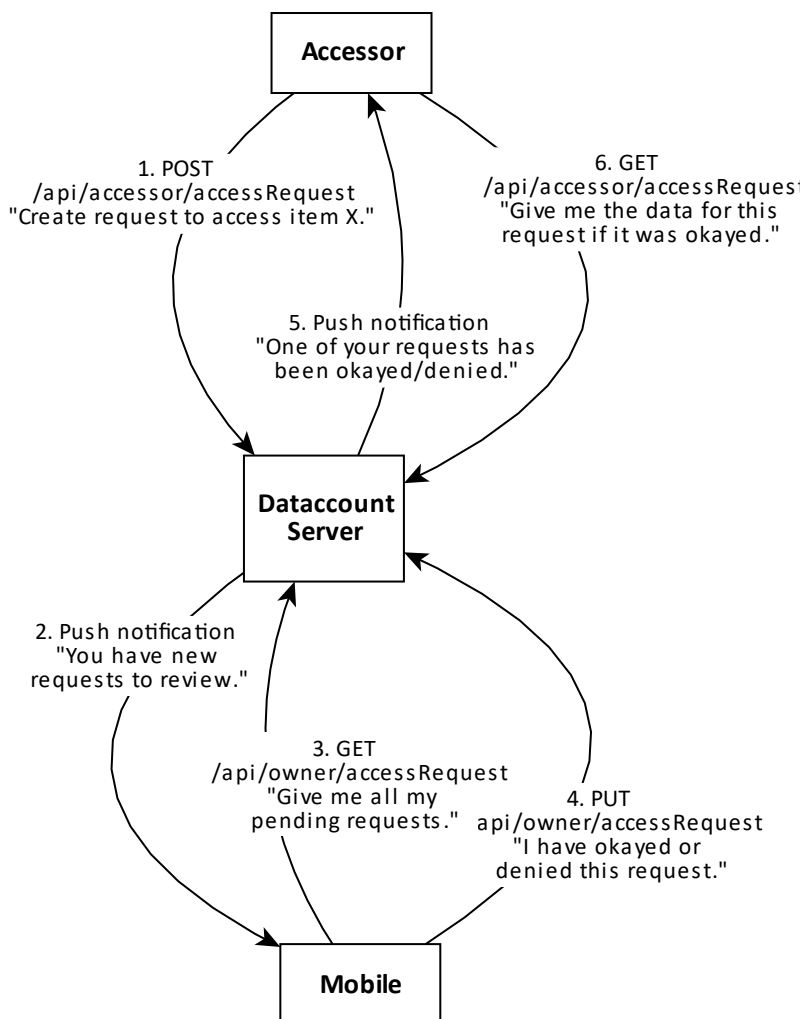 Accessor
1. POST
/api/accessor/accessRequest
"Create request to access item X."
6. GET
/api/accessor/accessRequest
"Give me the data for this
request if it was okayed."
5. Push notification
"One of your requests has
been okayed/denied."
Dataccount
Server
2. Push notification
"You have new
requests to review."
3. GET
/api/owner/accessRequest
"Give me all my
pending requests."
4. PUT
api/owner/accessRequest
"I have okayed or
denied this request."
Mobile